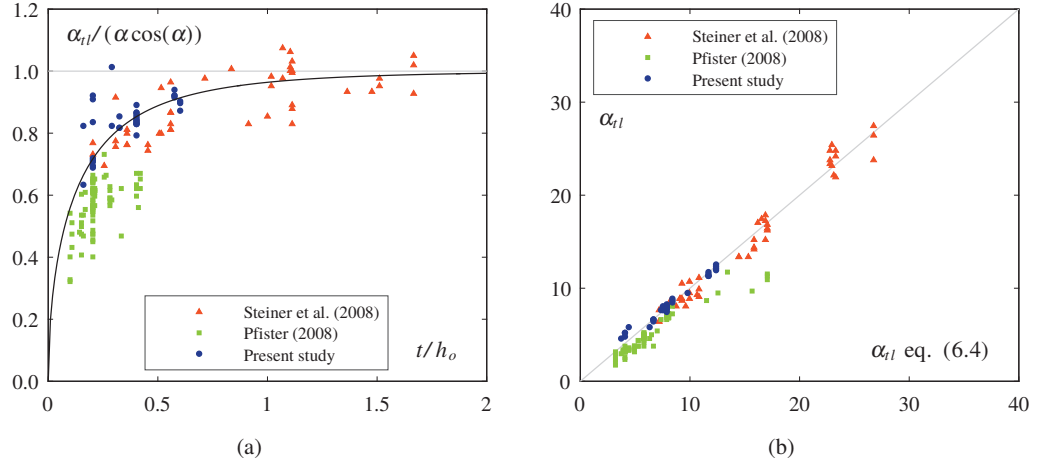 α_tl/(α cos(α))
1.2
1.0
0.8
0.6
0.4
0.2
0
Steiner et al. (2008)
Pfister (2008)
Present study
t/h_o
0 0.5 1 1.5 2
(a)
40
30
20
10
0
Steiner et al. (2008)
Pfister (2008)
Present study
α_tl
α_tl eq. (6.4)
0 10 20 30 40
(b)